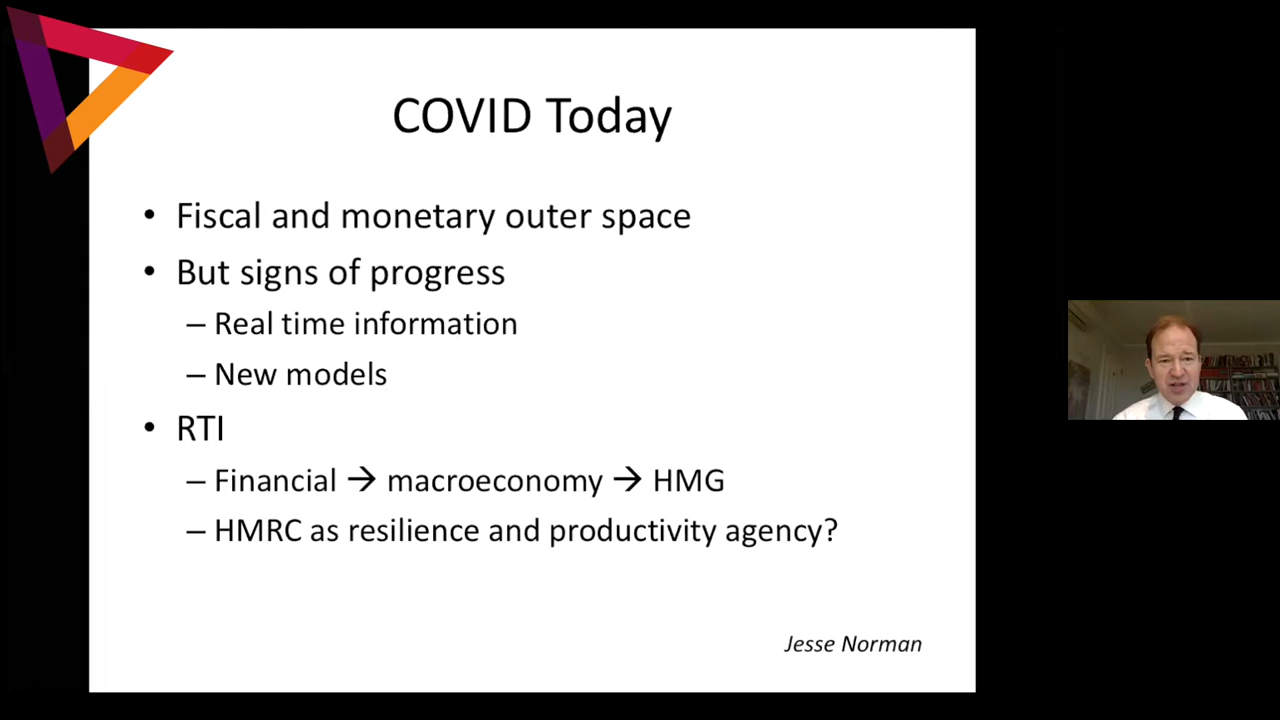 COVID Today
• Fiscal and monetary outer space
• But signs of progress
– Real time information
– New models
• RTI
– Financial → macroeconomy → HMG
– HMRC as resilience and productivity agency?
Jesse Norman